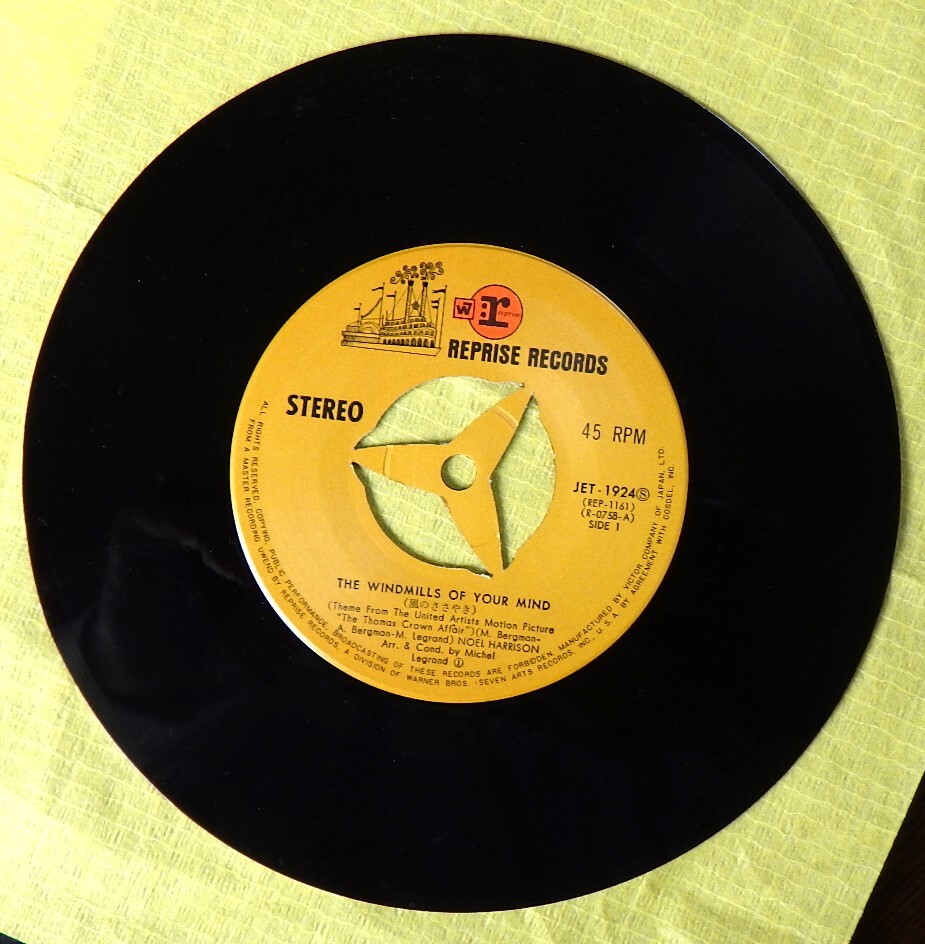 W7
r:reprise
REPRISE RECORDS
STEREO
45 RPM
JET-1924Ⓢ
(REP-1161)
(R-0758-A)
SIDE 1
THE WINDMILLS OF YOUR MIND
(風のささやき)
(Theme From The United Artists Motion Picture
"The Thomas Crown Affair")(M. Bergman-
A. Bergman-M. Legrand) NOEL HARRISON
Arr. & Cond. by Michel
Legrand ①
ALL RIGHTS RESERVED. COPYING, PUBLIC PERFORMANCE, BROADCASTING OF THESE RECORDS ARE FORBIDDEN. MANUFACTURED BY VICTOR COMPANY OF JAPAN, LTD.
FROM A MASTER RECORDING OWEND BY REPRISE RECORDS, A DIVISION OF WARNER BROS. -SEVEN ARTS RECORDS, INC., U. S. A. BY AGREEMENT WITH COSDEL, INC.